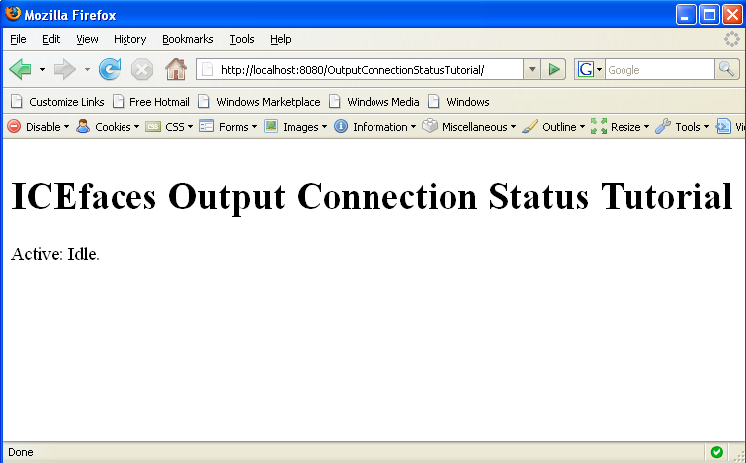 Mozilla Firefox
File Edit View History Bookmarks Tools Help
http://localhost:8080/OutputConnectionStatusTutorial/ G Google
Customize Links Free Hotmail Windows Marketplace Windows Media Windows
Disable Cookies CSS Forms Images Information Miscellaneous Outline Resize Tools
ICEfaces Output Connection Status Tutorial
Active: Idle.
Done